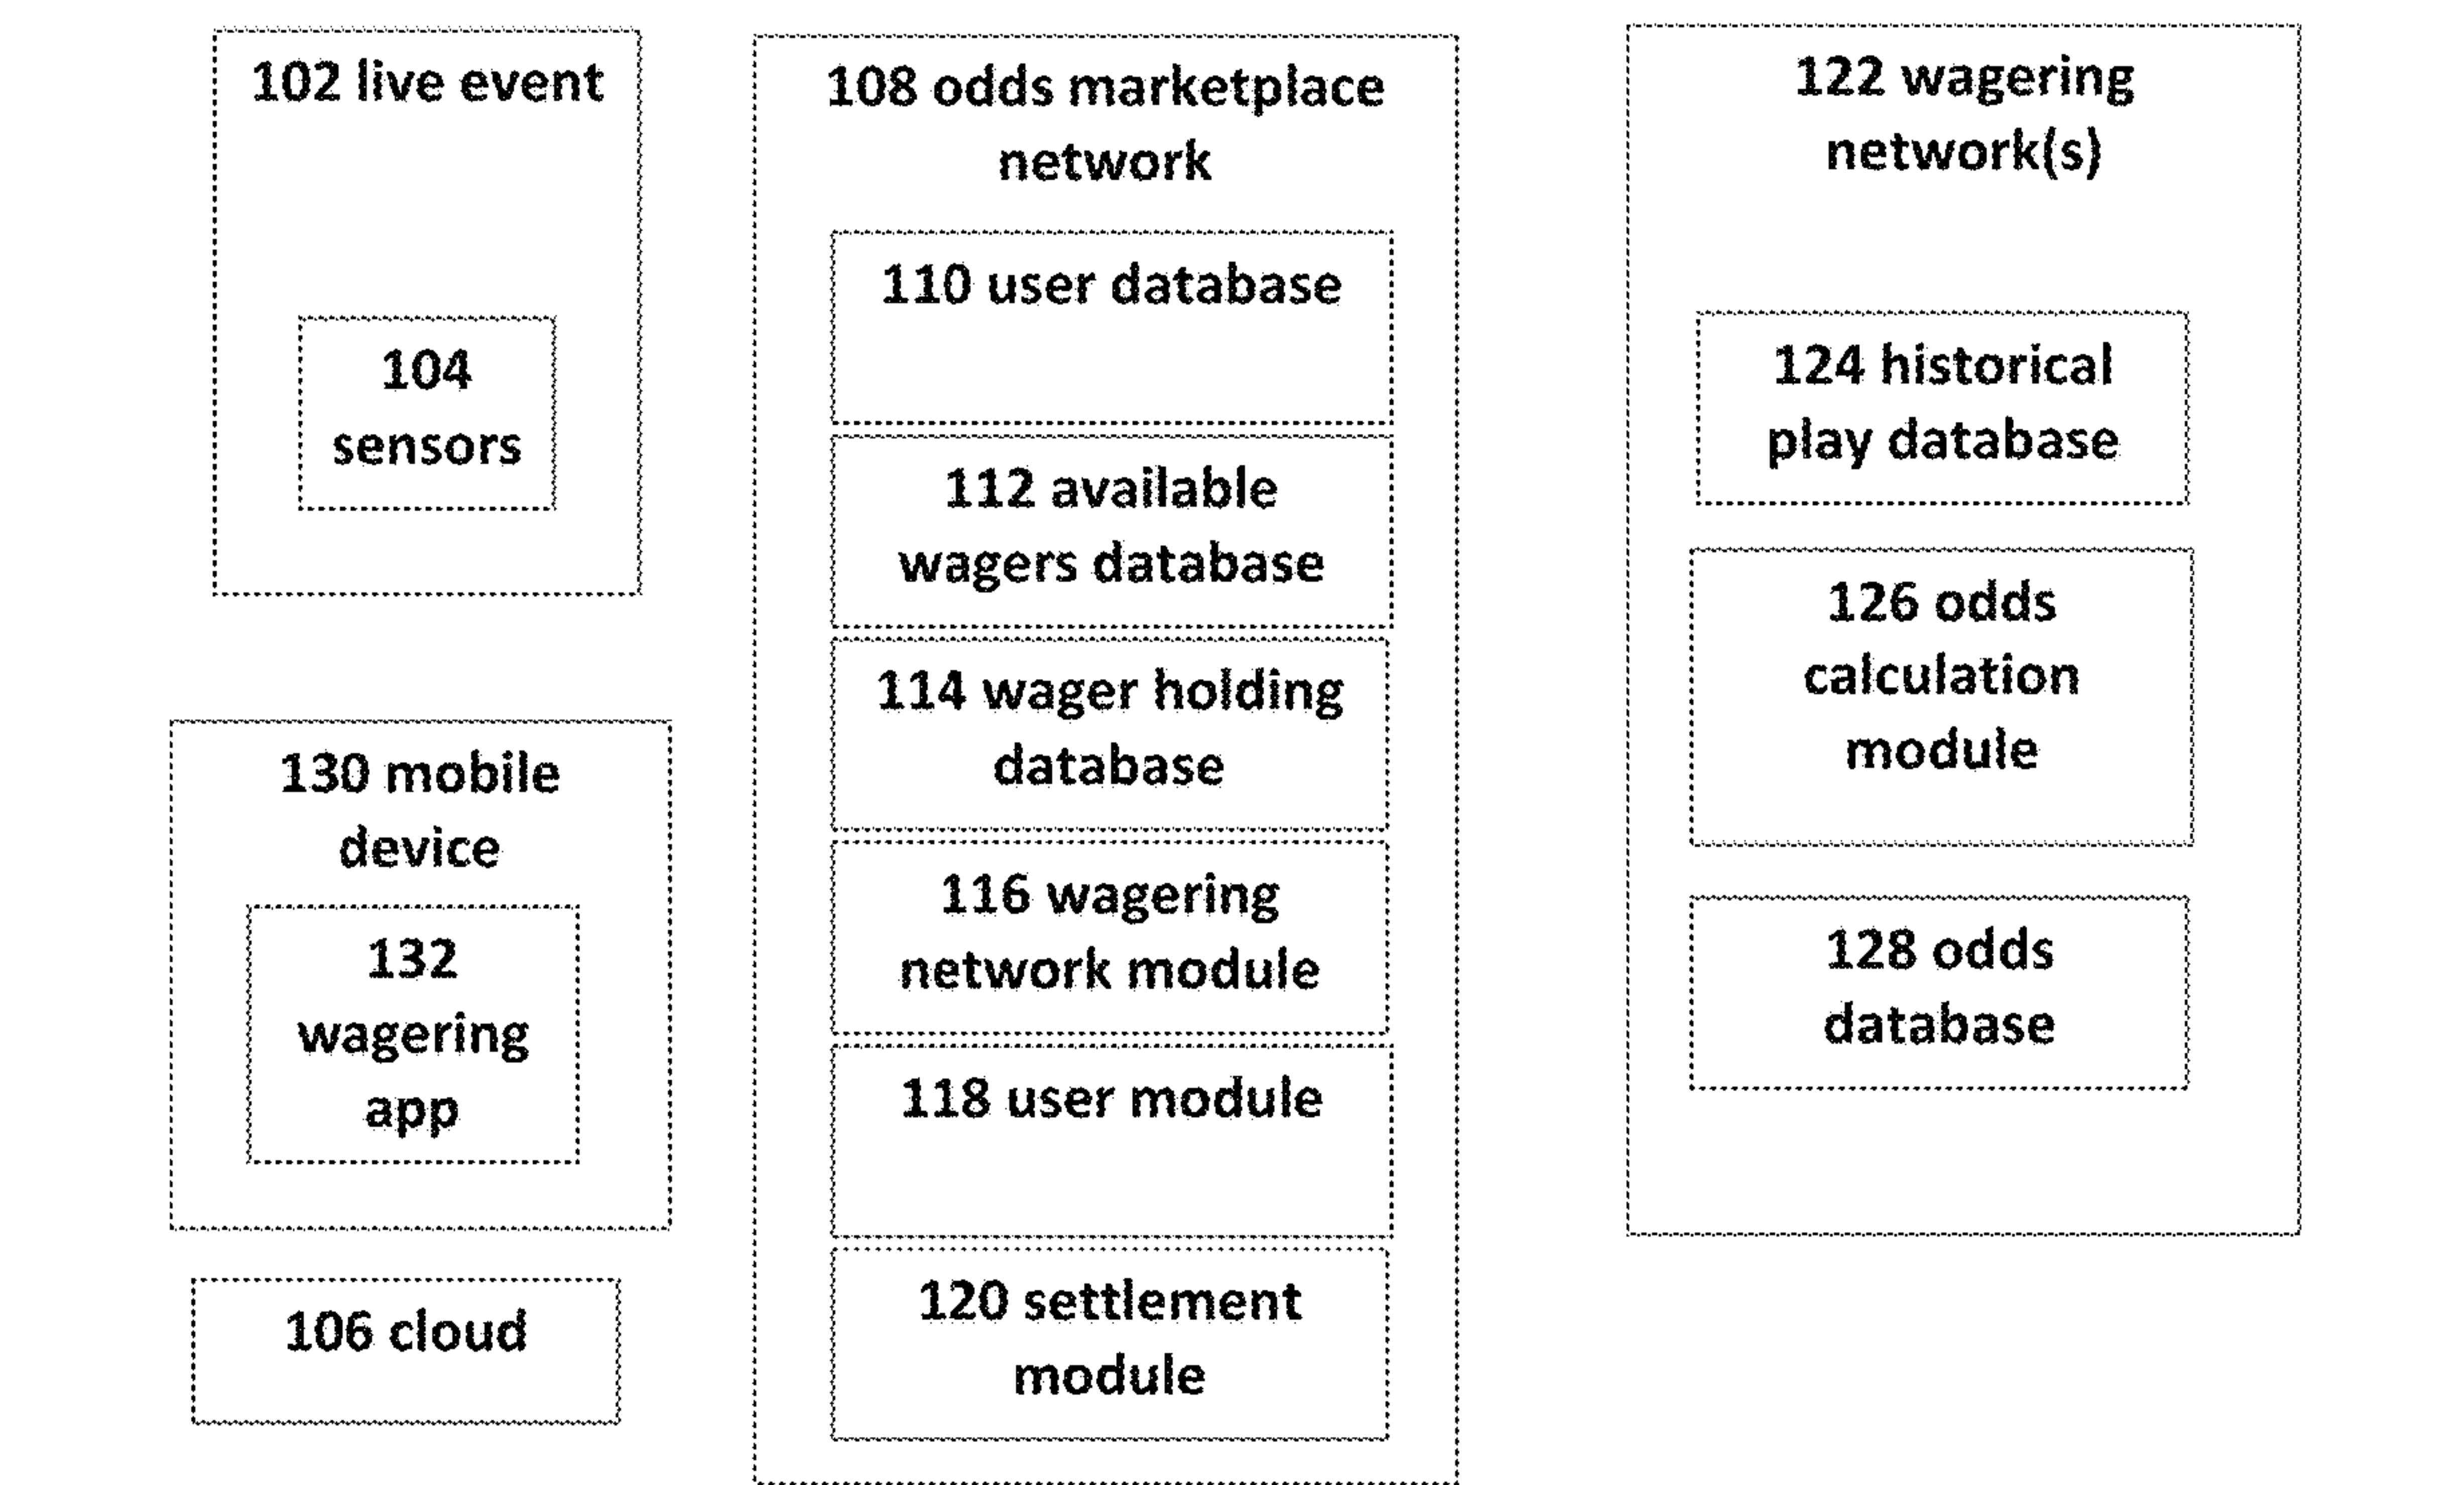 102 live event
104
sensors
130 mobile
device
132
wagering
app
106 cloud
108 odds marketplace
network
110 user database
112 available
wagers database
114 wager holding
database
116 wagering
network module
118 user module
120 settlement
module
122 wagering
network(s)
124 historical
play database
126 odds
calculation
module
128 odds
database